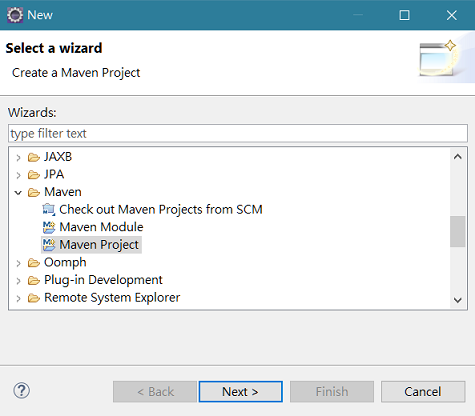 New
Select a wizard
Create a Maven Project
Wizards:
type filter text
JAXB
JPA
Maven
Check out Maven Projects from SCM
Maven Module
Maven Project
Oomph
Plug-in Development
Remote System Explorer
? < Back Next > Finish Cancel